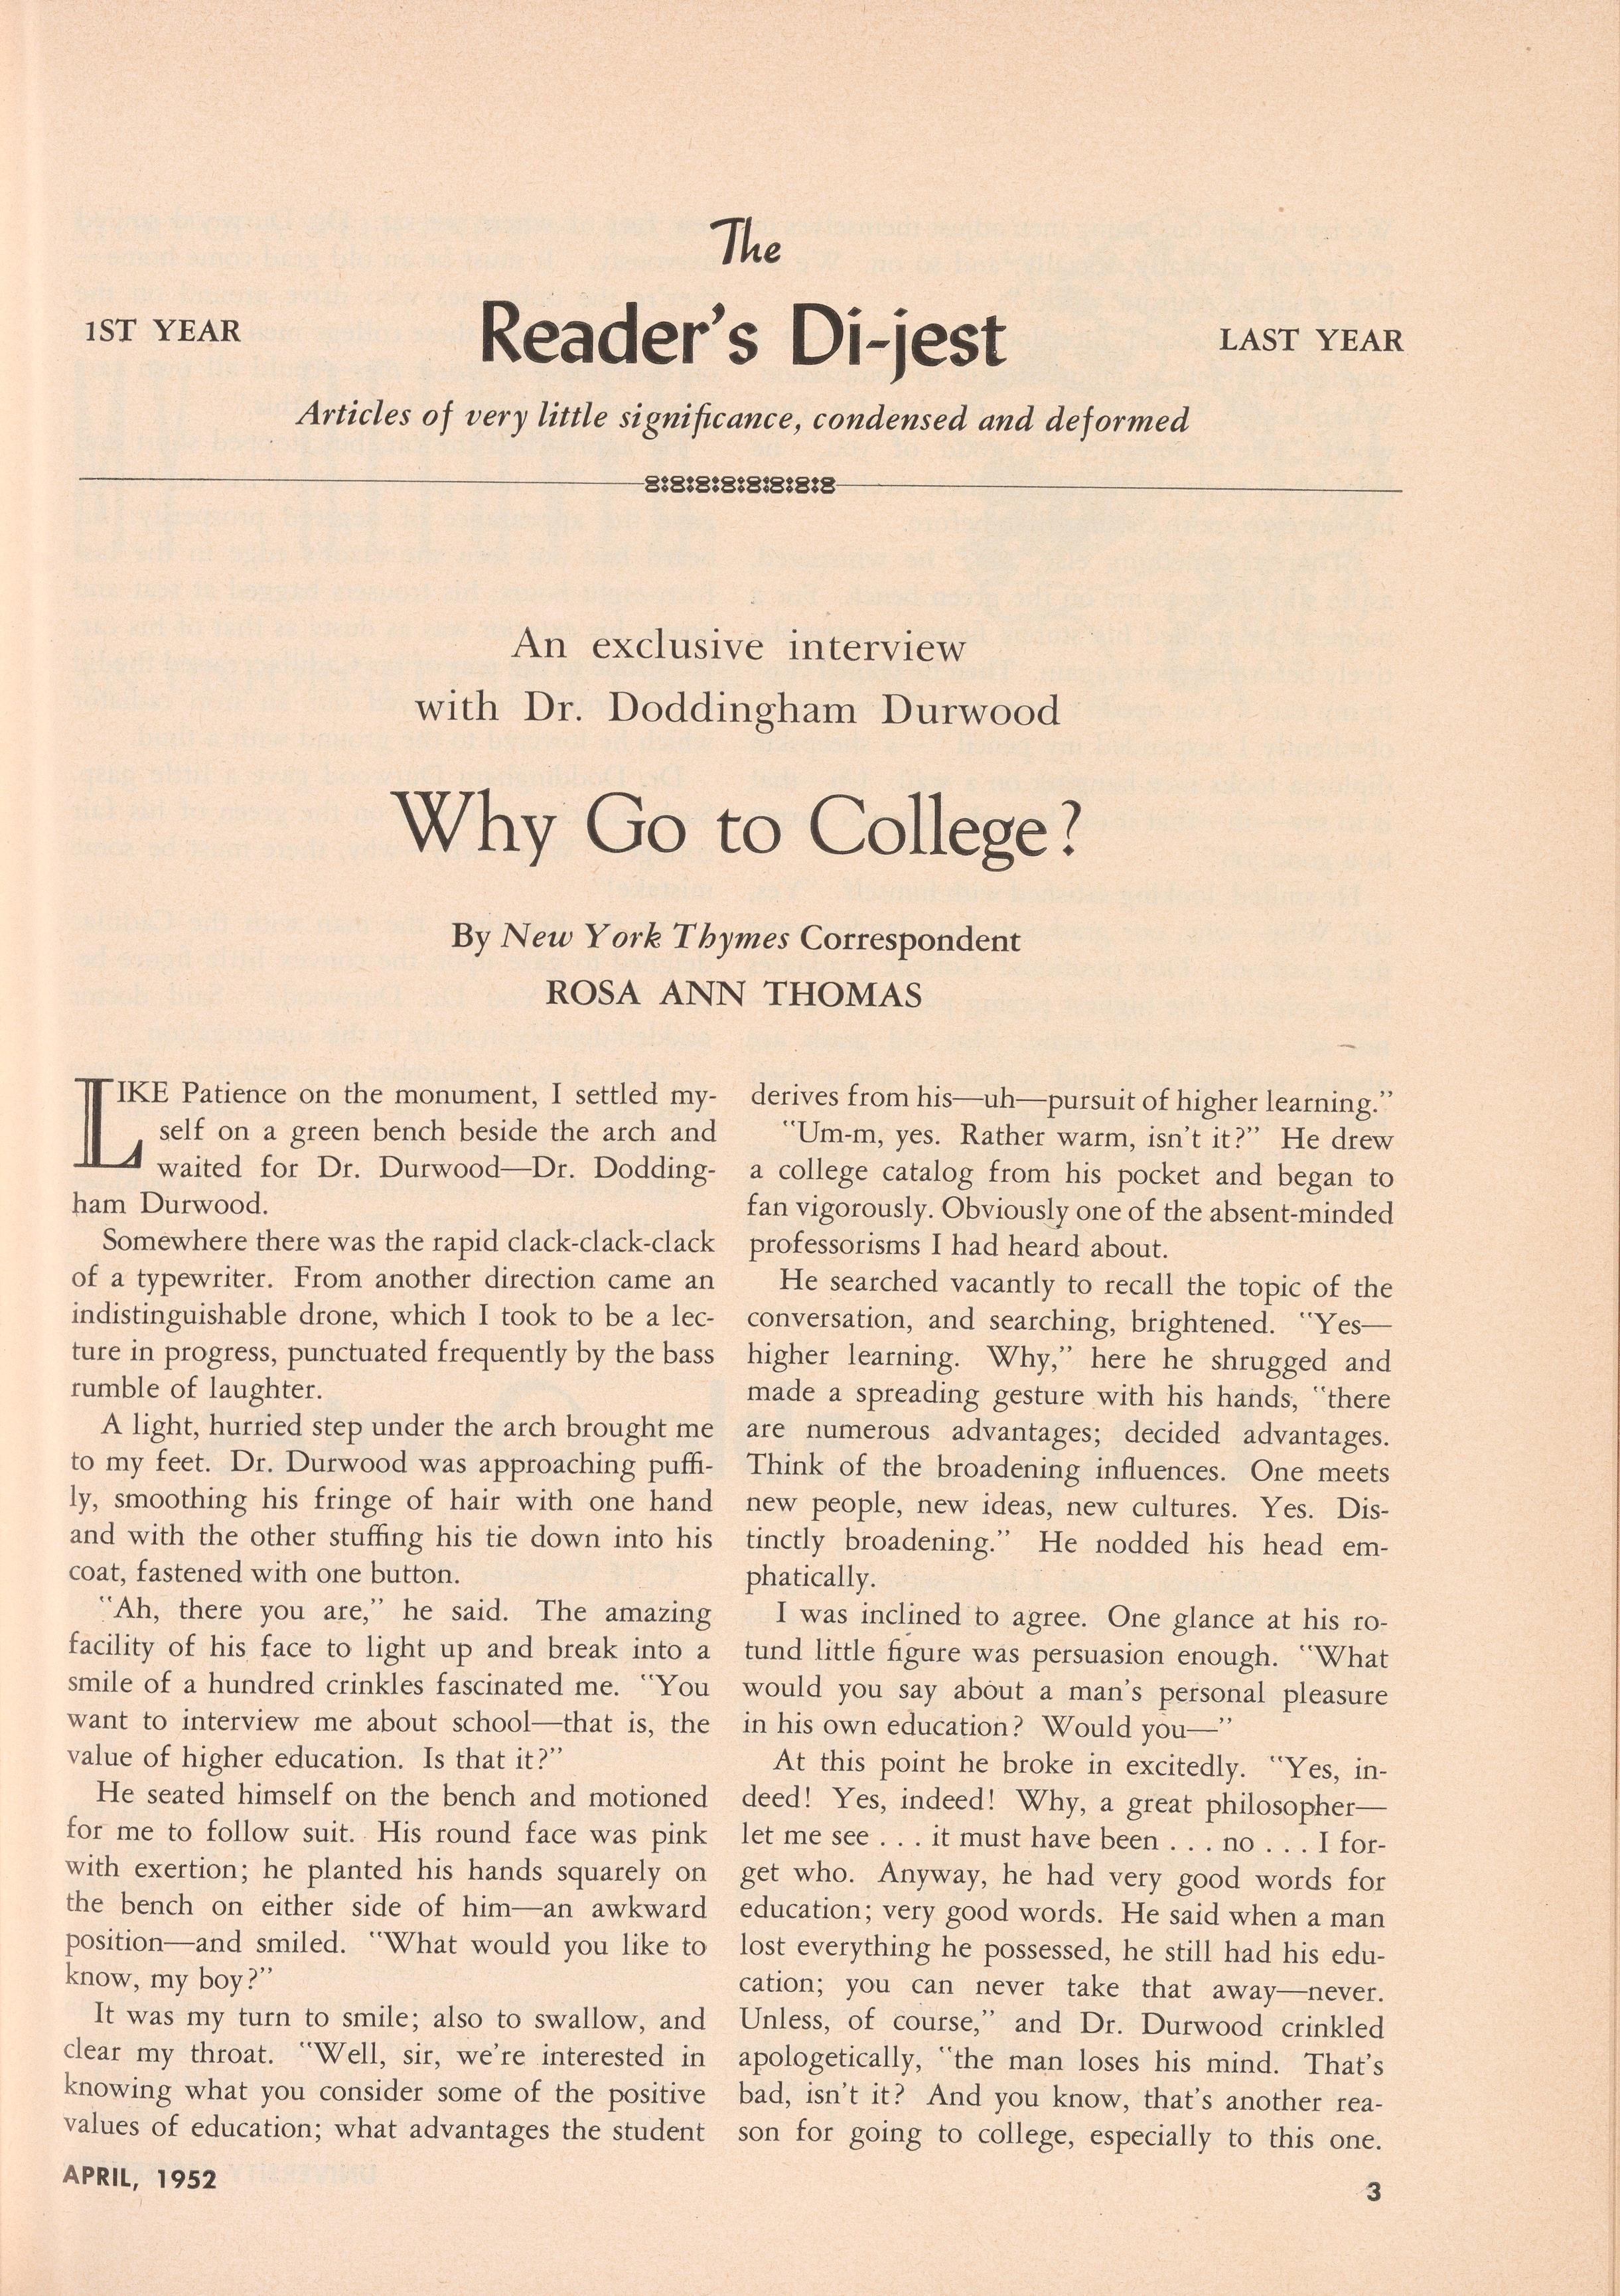 The
1ST YEAR
Reader's Di-jest
LAST YEAR
Articles of very little significance, condensed and deformed
An exclusive interview
with Dr. Doddingham Durwood
Why Go to College?
By New York Thymes Correspondent
ROSA ANN THOMAS
LIKE Patience on the monument, I settled my-
self on a green bench beside the arch and
waited for Dr. Durwood—Dr. Dodding-
ham Durwood.
Somewhere there was the rapid clack-clack-clack
of a typewriter. From another direction came an
indistinguishable drone, which I took to be a lec-
ture in progress, punctuated frequently by the bass
rumble of laughter.
A light, hurried step under the arch brought me
to my feet. Dr. Durwood was approaching puffi-
ly, smoothing his fringe of hair with one hand
and with the other stuffing his tie down into his
coat, fastened with one button.
"Ah, there you are," he said. The amazing
facility of his face to light up and break into a
smile of a hundred crinkles fascinated me. "You
want to interview me about school—that is, the
value of higher education. Is that it?"
He seated himself on the bench and motioned
for me to follow suit. His round face was pink
with exertion; he planted his hands squarely on
the bench on either side of him—an awkward
position—and smiled. "What would you like to
know, my boy?"
It was my turn to smile; also to swallow, and
clear my throat. "Well, sir, we're interested in
knowing what you consider some of the positive
values of education; what advantages the student
derives from his—uh—pursuit of higher learning."
"Um-m, yes. Rather warm, isn't it?" He drew
a college catalog from his pocket and began to
fan vigorously. Obviously one of the absent-minded
professorisms I had heard about.
He searched vacantly to recall the topic of the
conversation, and searching, brightened. "Yes—
higher learning. Why," here he shrugged and
made a spreading gesture with his hands, "there
are numerous advantages; decided advantages.
Think of the broadening influences. One meets
new people, new ideas, new cultures. Yes. Dis-
tinctly broadening." He nodded his head em-
phatically.
I was inclined to agree. One glance at his ro-
tund little figure was persuasion enough. "What
would you say about a man's personal pleasure
in his own education? Would you—"
At this point he broke in excitedly. "Yes, in-
deed! Yes, indeed! Why, a great philosopher—
let me see . . . it must have been . . . no . . . I for-
get who. Anyway, he had very good words for
education; very good words. He said when a man
lost everything he possessed, he still had his edu-
cation; you can never take that away—never.
Unless, of course," and Dr. Durwood crinkled
apologetically, "the man loses his mind. That's
bad, isn't it? And you know, that's another rea-
son for going to college, especially to this one.
APRIL, 1952
3